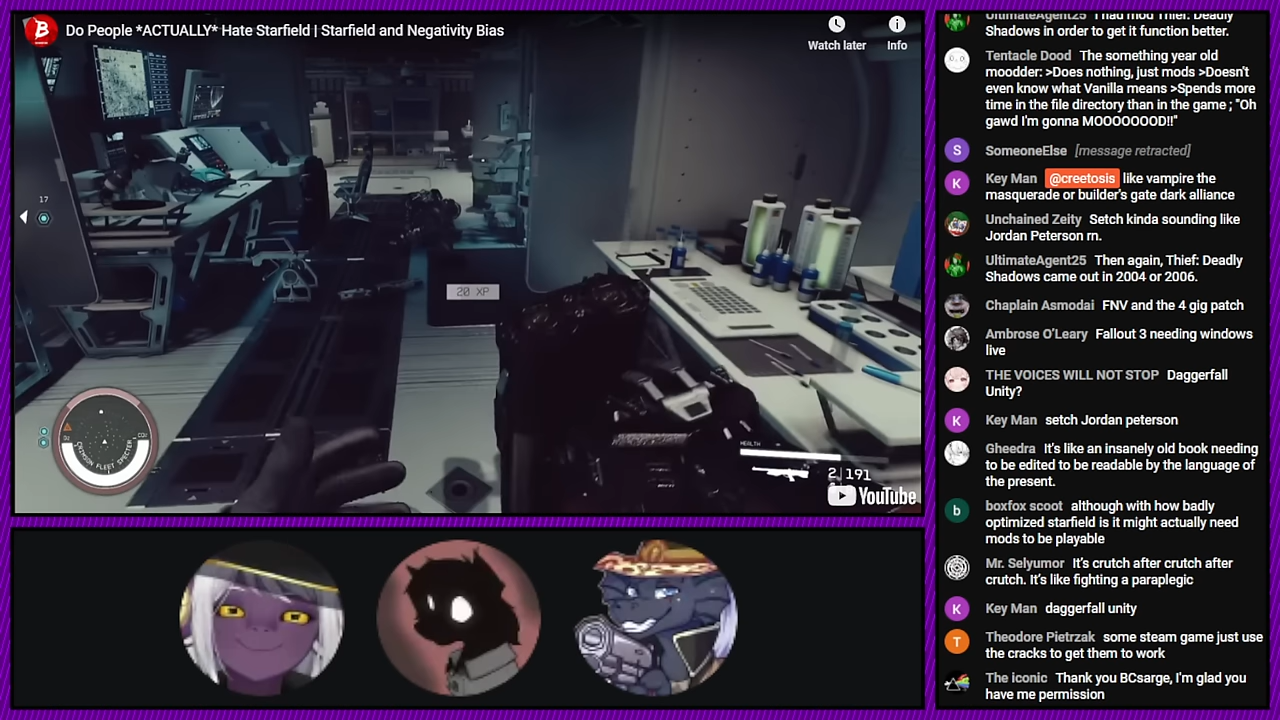 Do People *ACTUALLY* Hate Starfield | Starfield and Negativity Bias
Watch later
Info
17
20 XP
CRIMSON FLEET SPECTER
HEALTH
2 | 191
YouTube
UltimateAgent25 I had mod Thief: Deadly
Shadows in order to get it function better.
Tentacle Dood The something year old
moodder: >Does nothing, just mods >Doesn't
even know what Vanilla means >Spends more
time in the file directory than in the game ; "Oh
gawd I'm gonna MOOOOOOOD!!"
S
SomeoneElse [message retracted]
K
Key Man @creetosis like vampire the
masquerade or builder's gate dark alliance
Unchained Zeity Setch kinda sounding like
Jordan Peterson rn.
UltimateAgent25 Then again, Thief: Deadly
Shadows came out in 2004 or 2006.
Chaplain Asmodai FNV and the 4 gig patch
Ambrose O'Leary Fallout 3 needing windows
live
THE VOICES WILL NOT STOP Daggerfall
Unity?
K
Key Man setch Jordan peterson
Gheedra It's like an insanely old book needing
to be edited to be readable by the language of
the present.
b
boxfox scoot although with how badly
optimized starfield is it might actually need
mods to be playable
Mr. Selyumor It's crutch after crutch after
crutch. It's like fighting a paraplegic
K
Key Man daggerfall unity
T
Theodore Pietrzak some steam game just use
the cracks to get them to work
The iconic Thank you BCsarge, I'm glad you
have me permission